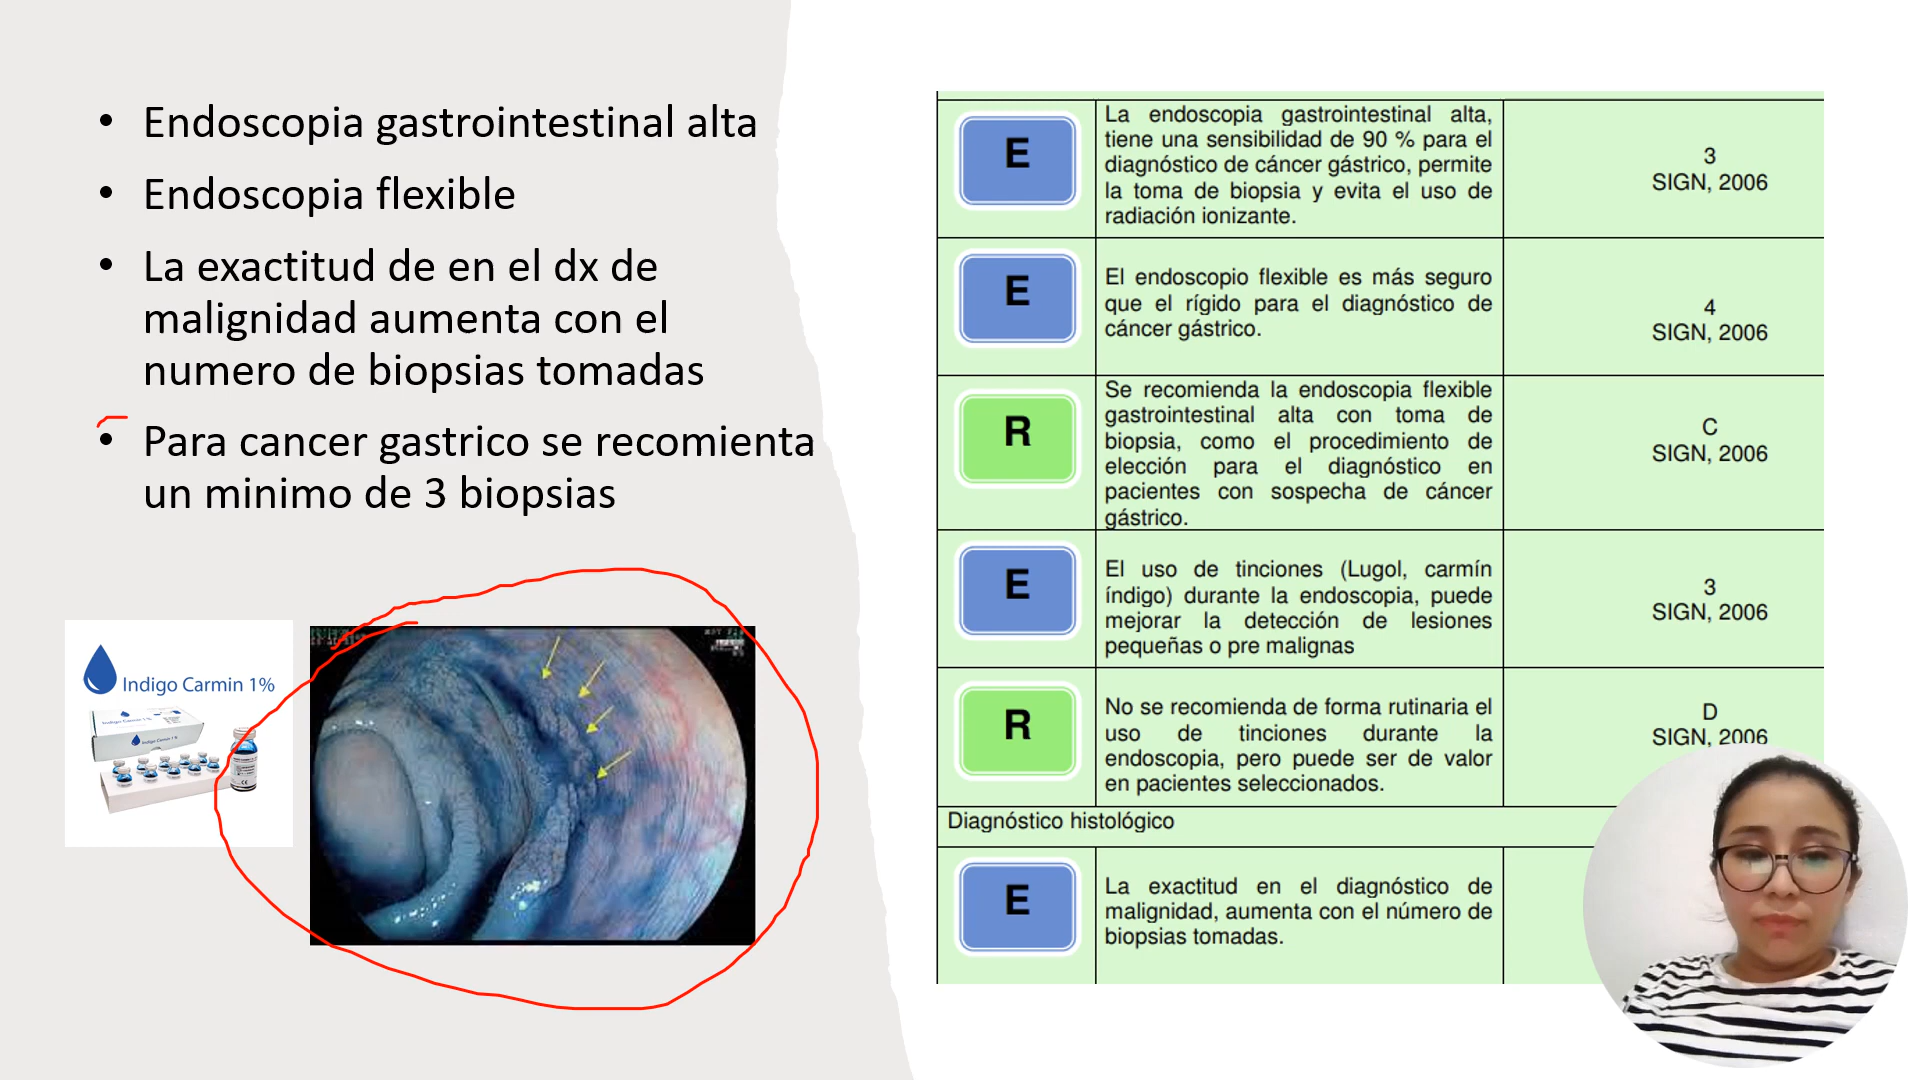 • Endoscopia gastrointestinal alta
• Endoscopia flexible
• La exactitud de en el dx de
malignidad aumenta con el
numero de biopsias tomadas
• Para cancer gastrico se recomienta
un minimo de 3 biopsias
Indigo Carmin 1%
E
La endoscopia gastrointestinal alta,
tiene una sensibilidad de 90 % para el
diagnóstico de cáncer gástrico, permite
la toma de biopsia y evita el uso de
radiación ionizante.
3
SIGN, 2006
E
El endoscopio flexible es más seguro
que el rígido para el diagnóstico de
cáncer gástrico.
4
SIGN, 2006
R
Se recomienda la endoscopia flexible
gastrointestinal alta con toma de
biopsia, como el procedimiento de
elección para el diagnóstico en
pacientes con sospecha de cáncer
gástrico.
C
SIGN, 2006
E
El uso de tinciones (Lugol, carmín
índigo) durante la endoscopia, puede
mejorar la detección de lesiones
pequeñas o pre malignas
3
SIGN, 2006
R
No se recomienda de forma rutinaria el
uso de tinciones durante la
endoscopia, pero puede ser de valor
en pacientes seleccionados.
D
SIGN, 2006
Diagnóstico histológico
E
La exactitud en el diagnóstico de
malignidad, aumenta con el número de
biopsias tomadas.